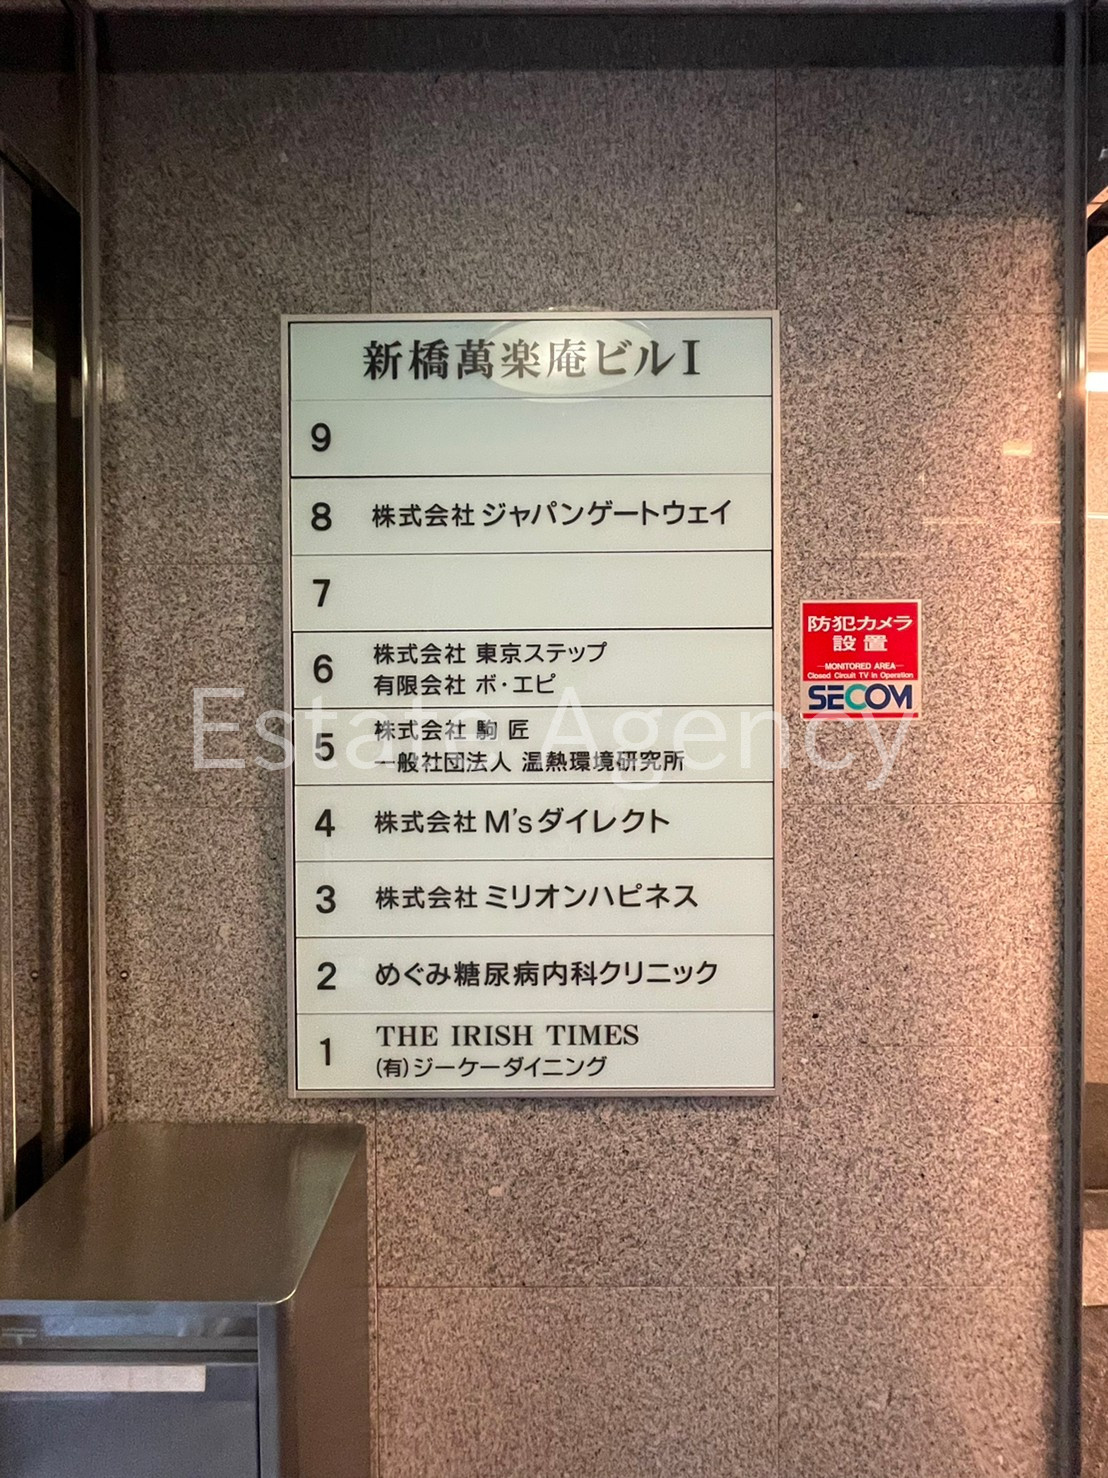 新橋萬楽庵ビルI
9
8 株式会社 ジャパンゲートウェイ
7
6 株式会社 東京ステップ
有限会社 ボ・エピ
5 株式会社 駒 匠
一般社団法人 温熱環境研究所
4 株式会社 M'sダイレクト
3 株式会社 ミリオンハピネス
2 めぐみ糖尿病内科クリニック
1 THE IRISH TIMES
(有)ジーケーダイニング
防犯カメラ
設置
MONITORED AREA
Closed Circuit TV In Operation
SECOM
Estate Agency